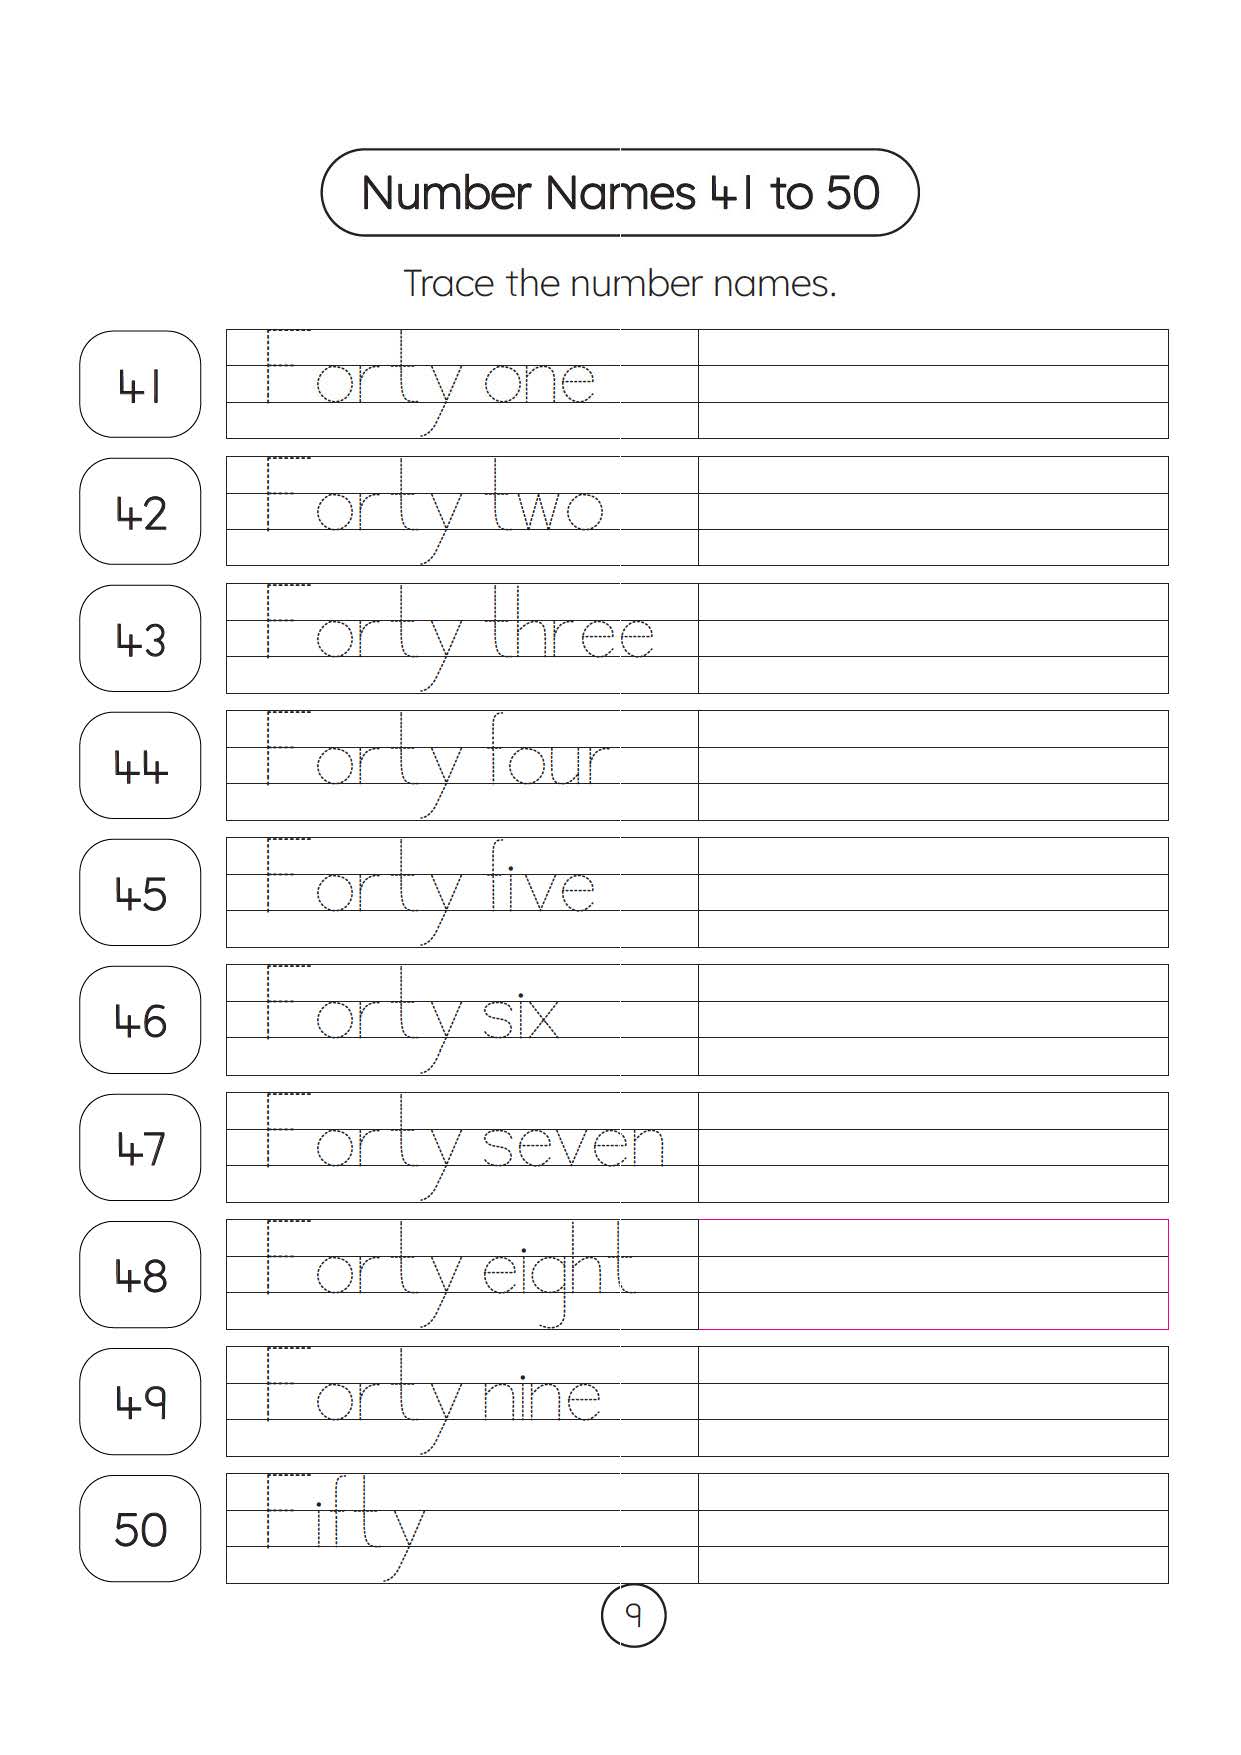 Number Names 41 to 50
Trace the number names.
41 Forty one
42 Forty two
43 Forty three
44 Forty four
45 Forty five
46 Forty six
47 Forty seven
48 Forty eight
49 Forty nine
50 Fifty
9